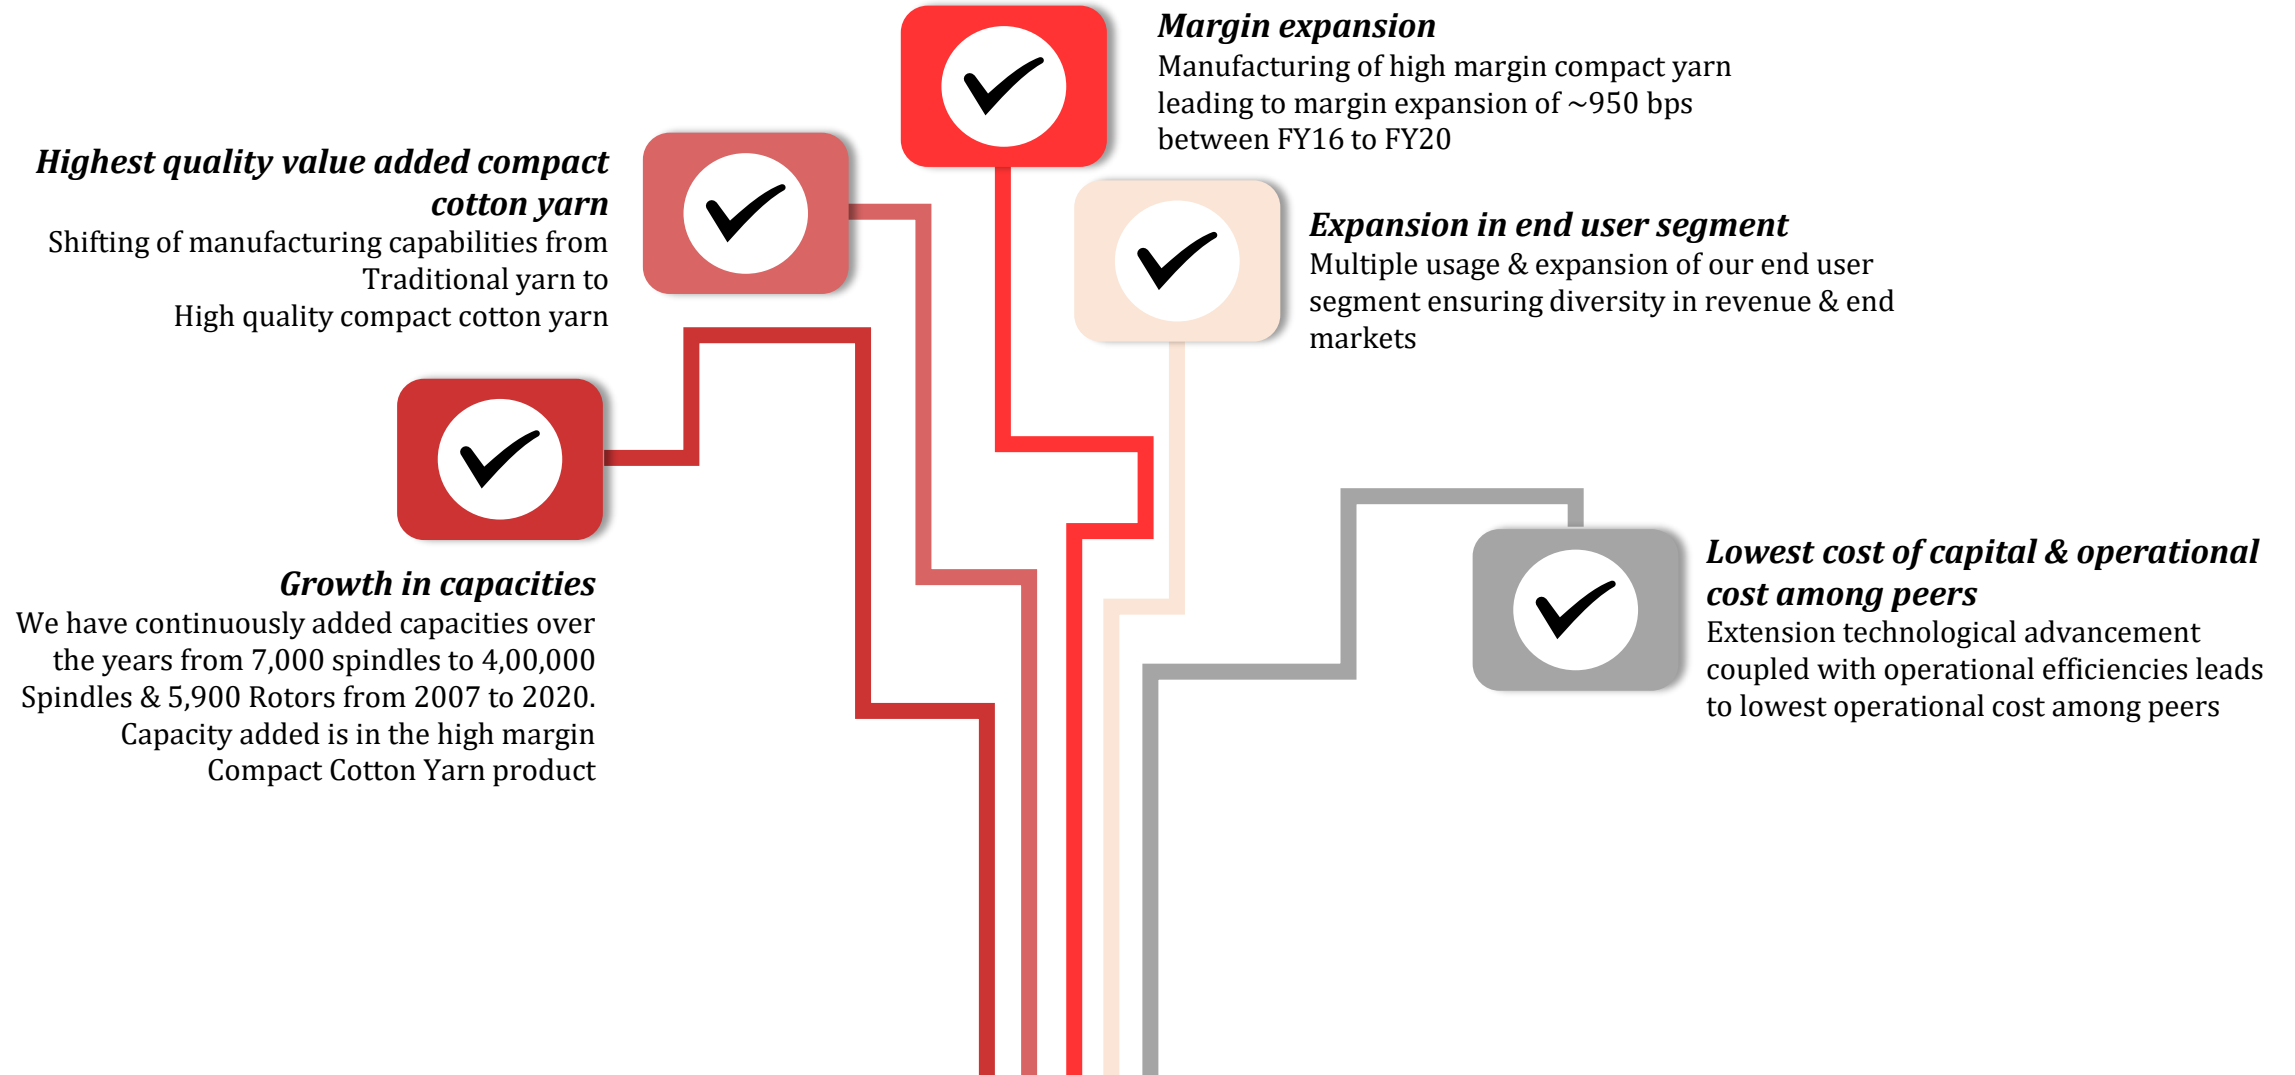 Margin expansion
Manufacturing of high margin compact yarn
leading to margin expansion of ~950 bps
between FY16 to FY20
Highest quality value added compact
cotton yarn
Shifting of manufacturing capabilities from
Traditional yarn to
High quality compact cotton yarn
Expansion in end user segment
Multiple usage & expansion of our end user
segment ensuring diversity in revenue & end
markets
Growth in capacities
We have continuously added capacities over
the years from 7,000 spindles to 4,00,000
Spindles & 5,900 Rotors from 2007 to 2020.
Capacity added is in the high margin
Compact Cotton Yarn product
Lowest cost of capital & operational
cost among peers
Extension technological advancement
coupled with operational efficiencies leads
to lowest operational cost among peers